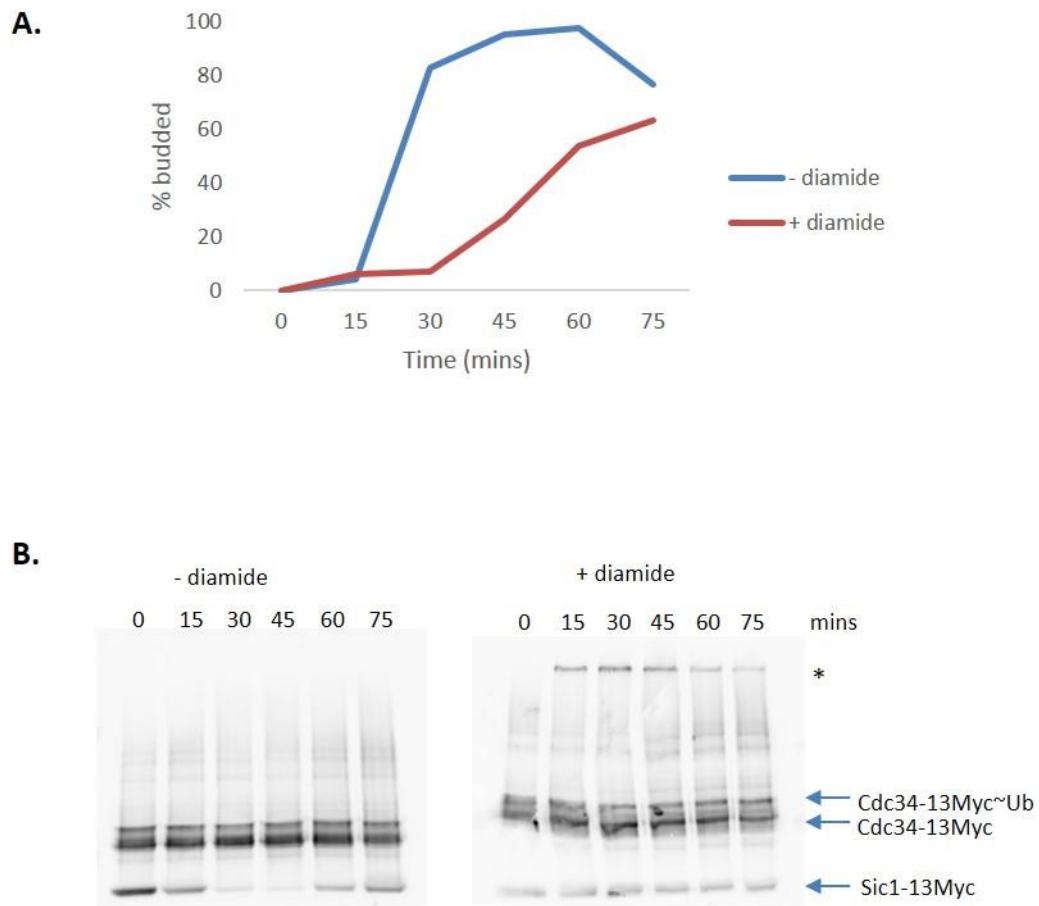 A.
100
80
60
40
20
0
% budded
0 15 30 45 60 75
Time (mins)
- diamide
+ diamide
B.
- diamide
0 15 30 45 60 75
+ diamide
0 15 30 45 60 75 mins
*
Cdc34-13Myc~Ub
Cdc34-13Myc
Sic1-13Myc